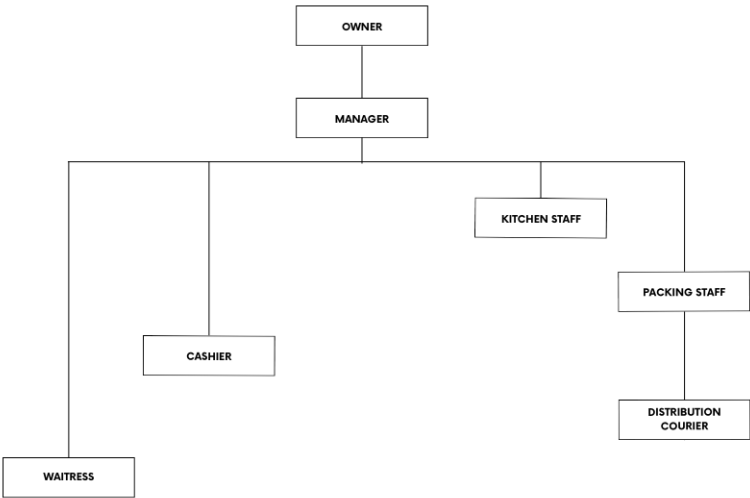 OWNER
MANAGER
KITCHEN STAFF
PACKING STAFF
CASHIER
DISTRIBUTION
COURIER
WAITRESS